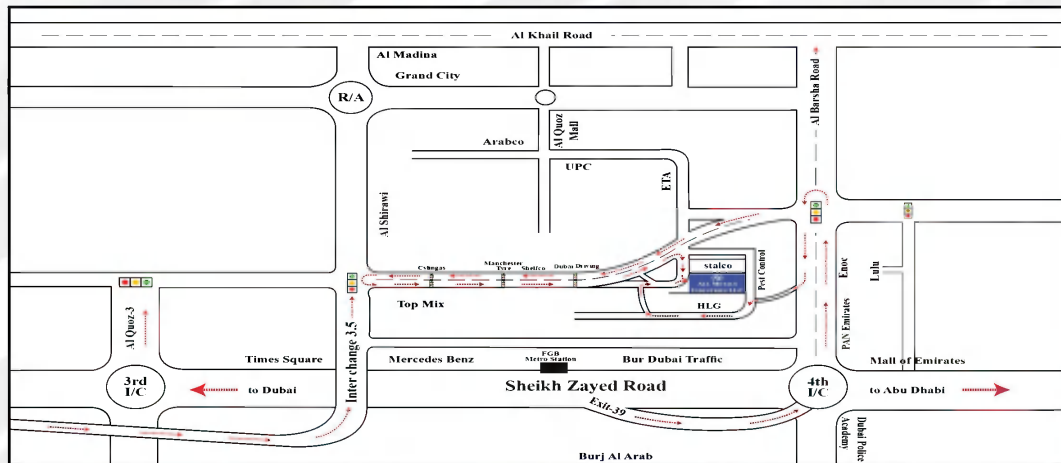 Al Khail Road
Al Madina
Grand City
R/A
Al Quoz
Mall
Al Barsha Road
Arabco
UPC
ETA
Al Shirawi
Manchester
Tyre
Shelfco
Dubai Driving
stalco
Pest Control
Enoc
Lulu
Top Mix
HLG
Al Quoz-3
Inter change 3.5
PAN Emirates
Times Square
Mercedes Benz
FGB
Metro Station
Bur Dubai Traffic
Mall of Emirates
3rd
I/C
to Dubai
Sheikh Zayed Road
4th
I/C
to Abu Dhabi
Exit-39
Dubai Police
Academy
Burj Al Arab